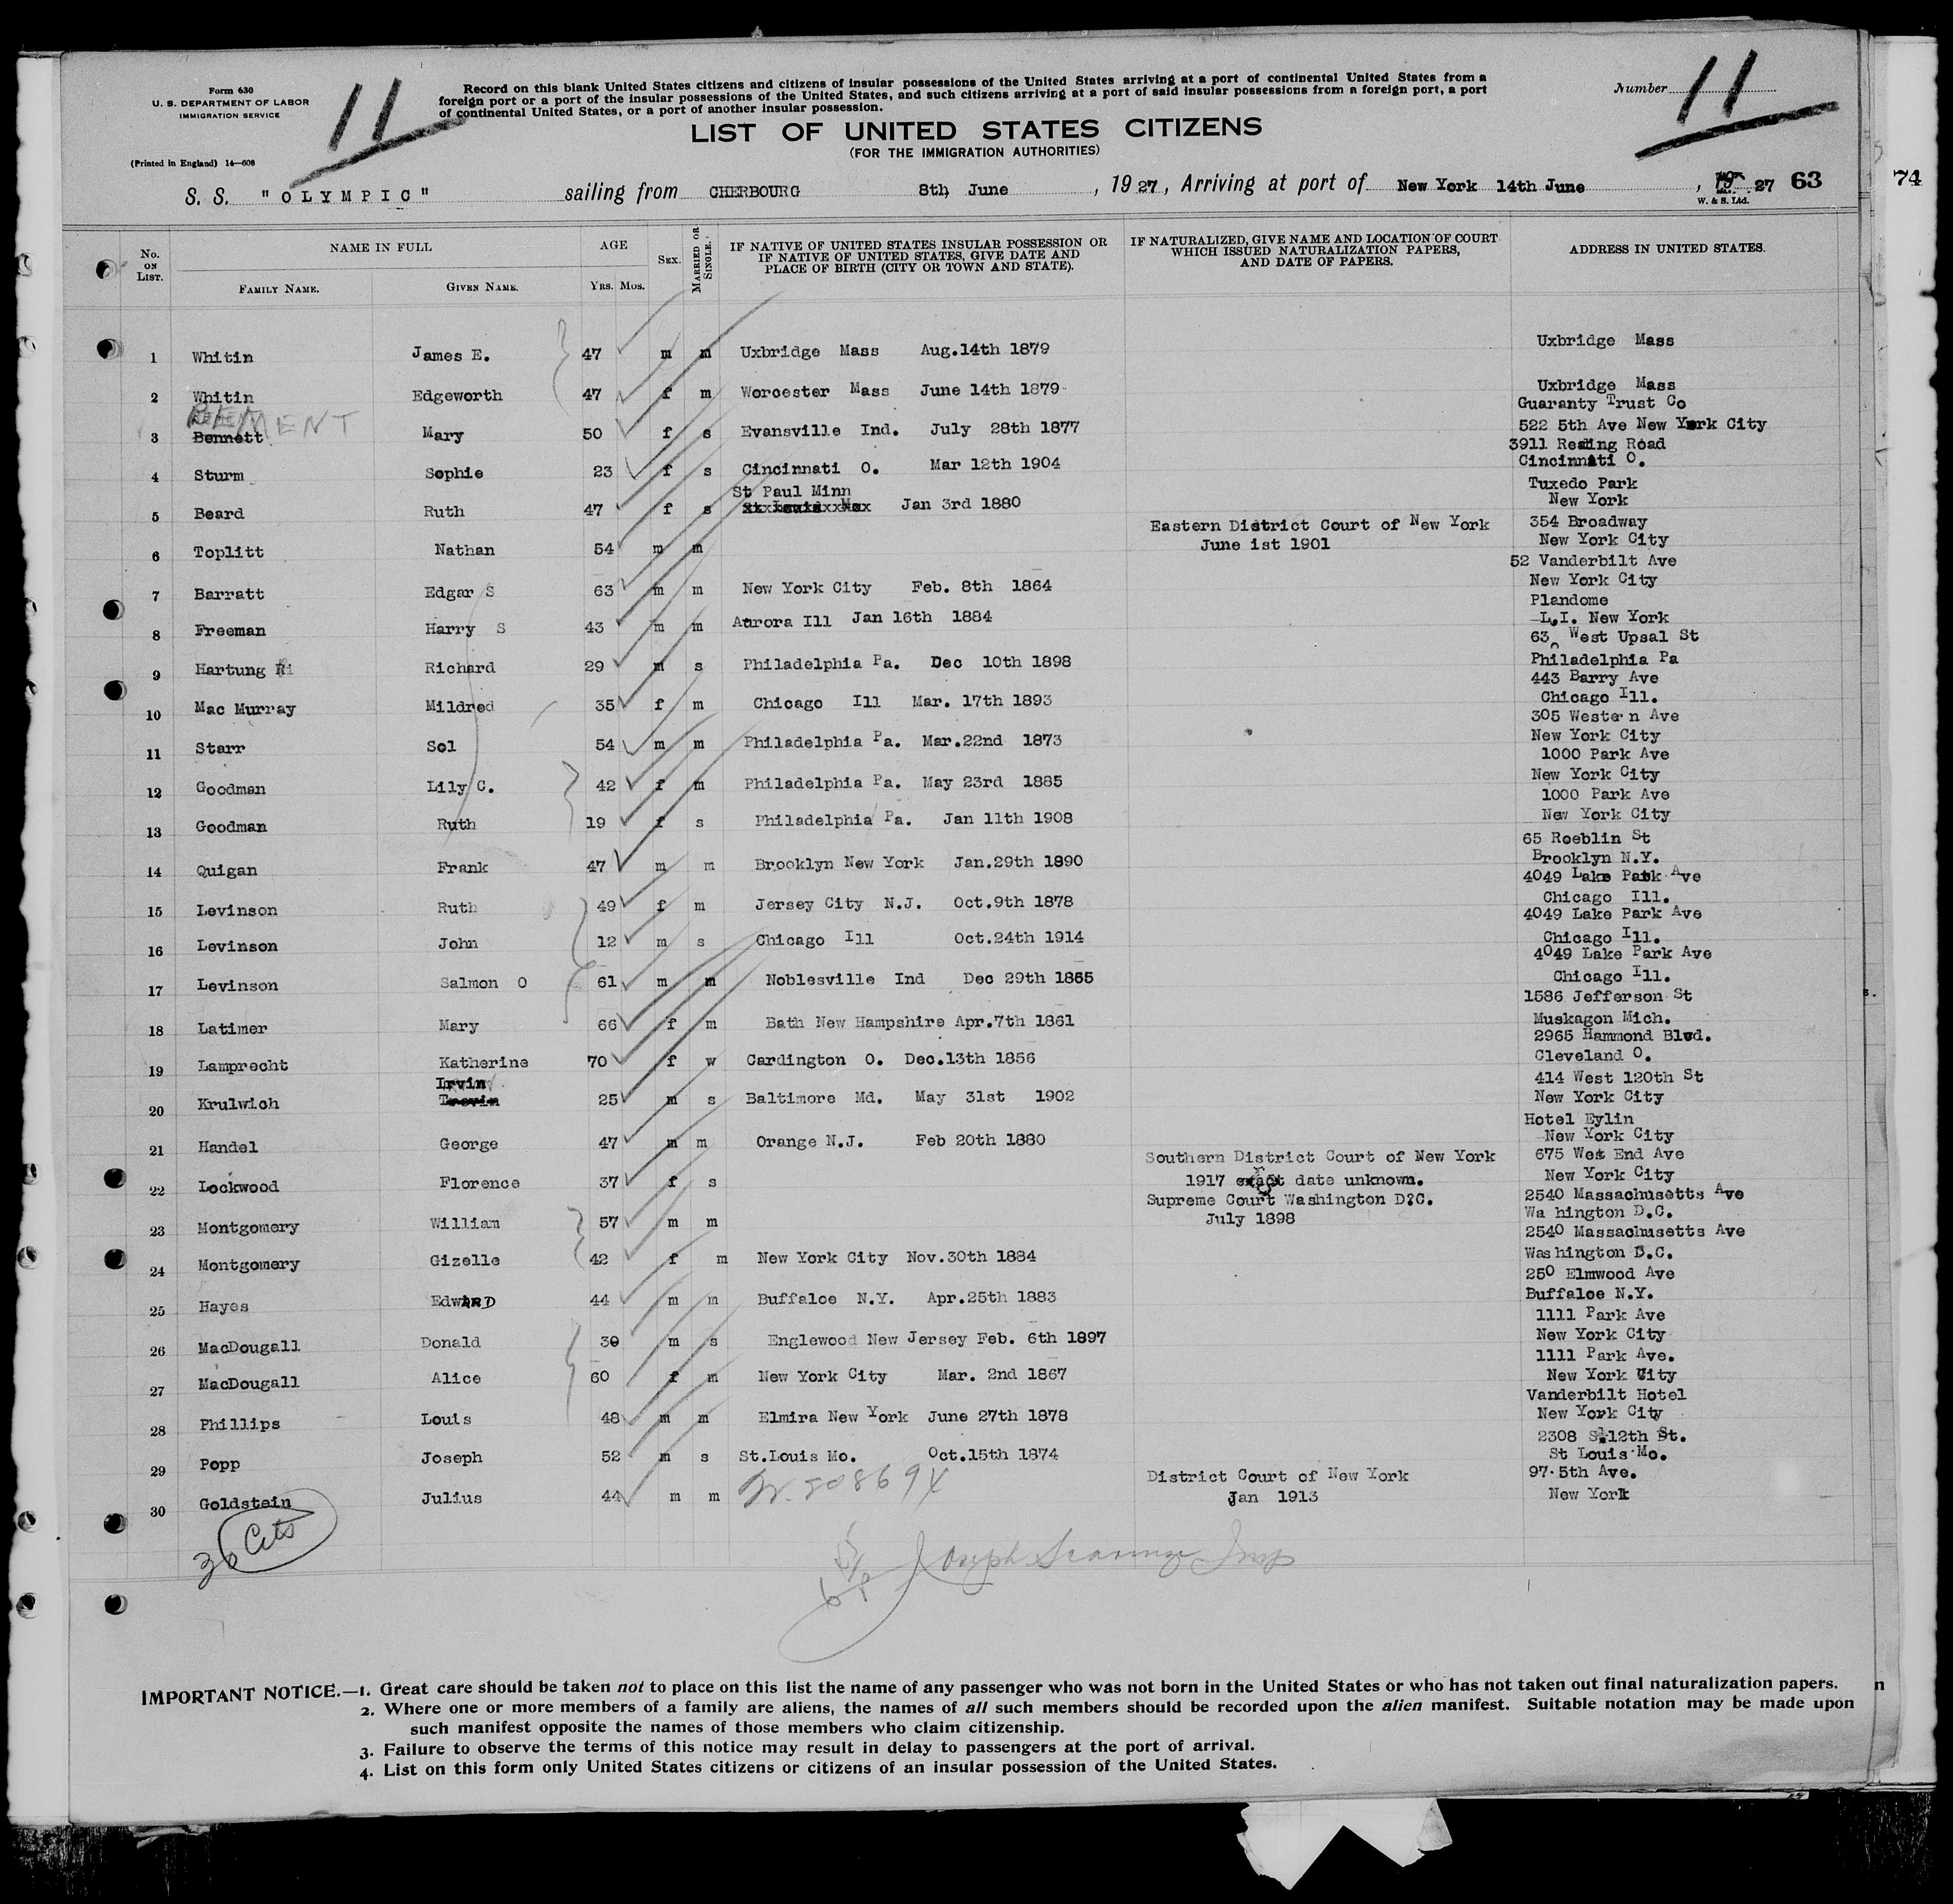 Form 630
U. S. DEPARTMENT OF LABOR
IMMIGRATION SERVICE
(Printed in England) 14—608
11
Record on this blank United States citizens and citizens of insular possessions of the United States arriving at a port of continental United States from a
foreign port or a port of the insular possessions of the United States, and such citizens arriving at a port of said insular possessions from a foreign port, a port
of continental United States, or a port of another insular possession.
Number 11
LIST OF UNITED STATES CITIZENS
(FOR THE IMMIGRATION AUTHORITIES)
S. S. "OLYMPIC" sailing from CHERBOURG 8th June, 1927, Arriving at port of New York 14th June, 19 27 63 74
W. & S. Ltd.
No. ON LIST. NAME IN FULL AGE SEX. MARRIED OR SINGLE. IF NATIVE OF UNITED STATES INSULAR POSSESSION OR IF NATIVE OF UNITED STATES, GIVE DATE AND PLACE OF BIRTH (CITY OR TOWN AND STATE). IF NATURALIZED, GIVE NAME AND LOCATION OF COURT WHICH ISSUED NATURALIZATION PAPERS, AND DATE OF PAPERS. ADDRESS IN UNITED STATES.
FAMILY NAME. GIVEN NAME. YRS. MOS.
1 Whitin James E. 47 m m Uxbridge Mass Aug.14th 1879 Uxbridge Mass
2 Whitin Edgeworth 47 f m Worcester Mass June 14th 1879 Uxbridge Mass
BEMENT
3 Bennett Mary 50 f s Evansville Ind. July 28th 1877 Guaranty Trust Co 522 5th Ave New York City
4 Sturm Sophie 23 f s Cincinnati O. Mar 12th 1904 3911 Reading Road Cincinnati O.
5 Beard Ruth 47 f s St Paul Minn Jan 3rd 1880 Tuxedo Park New York
6 Toplitt Nathan 54 m m Eastern District Court of New York June 1st 1901 354 Broadway New York City
7 Barratt Edgar S 63 m m New York City Feb. 8th 1864 52 Vanderbilt Ave New York City
8 Freeman Harry S 43 m m Aurora Ill Jan 16th 1884 Plandome L.I. New York
9 Hartung Ri Richard 29 m s Philadelphia Pa. Dec 10th 1898 63 West Upsal St Philadelphia Pa
10 Mac Murray Mildred 35 f m Chicago Ill Mar. 17th 1893 443 Barry Ave Chicago Ill.
11 Starr Sol 54 m m Philadelphia Pa. Mar.22nd 1873 305 Western Ave New York City
12 Goodman Lily C. 42 f m Philadelphia Pa. May 23rd 1885 1000 Park Ave New York City
13 Goodman Ruth 19 f s Philadelphia Pa. Jan 11th 1908 1000 Park Ave New York City
14 Quigan Frank 47 m m Brooklyn New York Jan.29th 1890 65 Roeblin St Brooklyn N.Y.
15 Levinson Ruth 49 f m Jersey City N.J. Oct.9th 1878 4049 Lake Park Ave Chicago Ill.
16 Levinson John 12 m s Chicago Ill Oct.24th 1914 4049 Lake Park Ave Chicago Ill.
17 Levinson Salmon O 61 m m Noblesville Ind Dec 29th 1865 4049 Lake Park Ave Chicago Ill.
18 Latimer Mary 66 f m Bath New Hampshire Apr.7th 1861 1586 Jefferson St Muskagon Mich.
19 Lamprecht Katherine 70 f w Cardington O. Dec.13th 1856 2965 Hammond Blvd. Cleveland O.
20 Krulwich Irvin 25 m s Baltimore Md. May 31st 1902 414 West 120th St New York City
21 Handel George 47 m m Orange N.J. Feb 20th 1880 Hotel Eylin New York City
22 Lockwood Florence 37 f s Southern District Court of New York 1917 exact date unknown. 675 West End Ave New York City
23 Montgomery William 57 m m Supreme Court Washington D.C. July 1898 2540 Massachusetts Ave Wa hington D.C.
24 Montgomery Gizelle 42 f m New York City Nov.30th 1884 2540 Massachusetts Ave Washington D.C.
25 Hayes EdwARD 44 m m Buffaloe N.Y. Apr.25th 1883 250 Elmwood Ave Buffaloe N.Y.
26 MacDougall Donald 30 m s Englewood New Jersey Feb. 6th 1897 1111 Park Ave New York City
27 MacDougall Alice 60 f m New York City Mar. 2nd 1867 1111 Park Ave. New York City
28 Phillips Louis 48 m m Elmira New York June 27th 1878 Vanderbilt Hotel New York City
29 Popp Joseph 52 m s St.Louis Mo. Oct.15th 1874 2308 S.12th St. St Louis Mo.
30 Goldstein Julius 44 m m District Court of New York Jan 1913 97 5th Ave. New York
30 Cits
Joseph
IMPORTANT NOTICE.—1. Great care should be taken not to place on this list the name of any passenger who was not born in the United States or who has not taken out final naturalization papers.
2. Where one or more members of a family are aliens, the names of all such members should be recorded upon the alien manifest. Suitable notation may be made upon
such manifest opposite the names of those members who claim citizenship.
3. Failure to observe the terms of this notice may result in delay to passengers at the port of arrival.
4. List on this form only United States citizens or citizens of an insular possession of the United States.